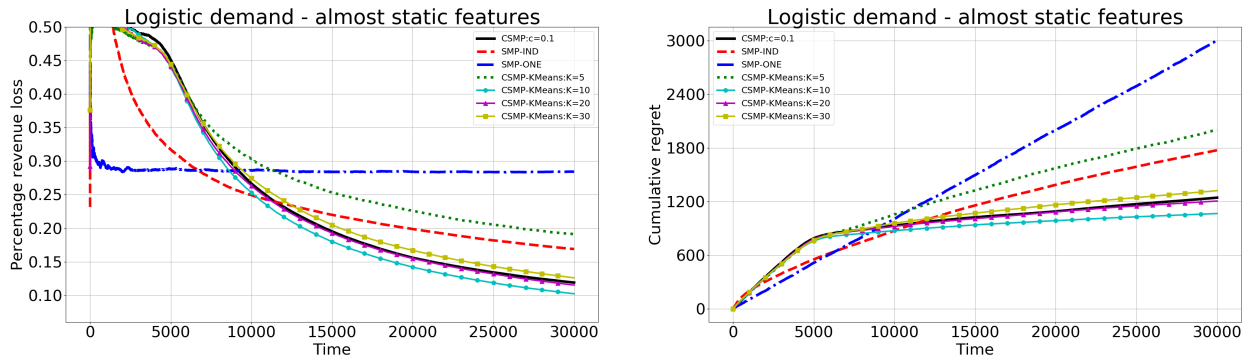 Logistic demand - almost static features
0.50
0.45
0.40
0.35
0.30
0.25
0.20
0.15
0.10
Percentage revenue loss
CSMP:c=0.1
SMP-IND
SMP-ONE
CSMP-KMeans:K=5
CSMP-KMeans:K=10
CSMP-KMeans:K=20
CSMP-KMeans:K=30
0 5000 10000 15000 20000 25000 30000
Time
Logistic demand - almost static features
3000
2400
1800
1200
600
0
Cumulative regret
CSMP:c=0.1
SMP-IND
SMP-ONE
CSMP-KMeans:K=5
CSMP-KMeans:K=10
CSMP-KMeans:K=20
CSMP-KMeans:K=30
0 5000 10000 15000 20000 25000 30000
Time